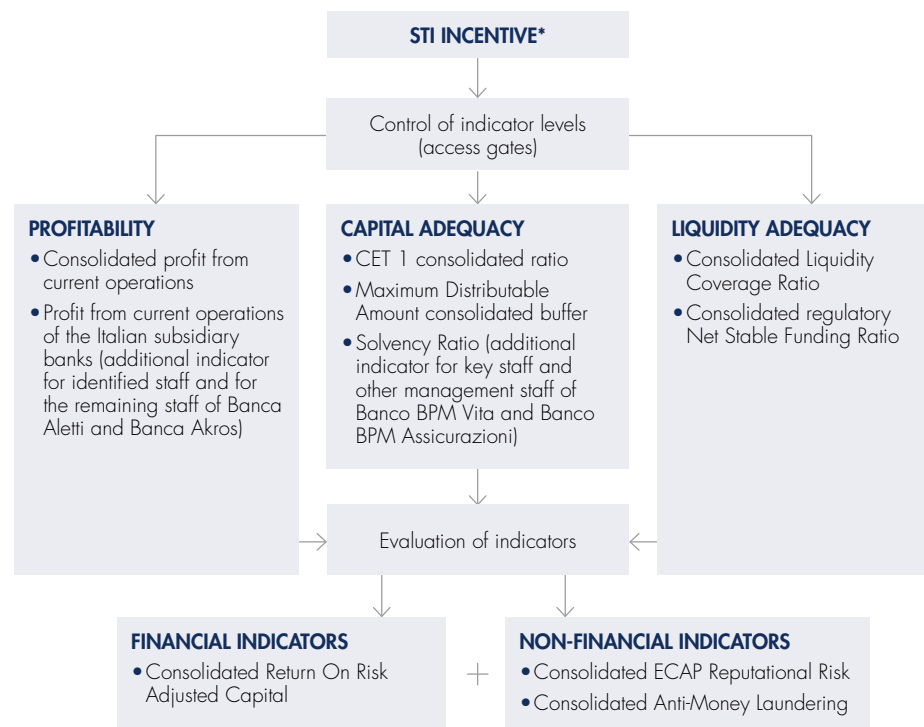 STI INCENTIVE*
Control of indicator levels
(access gates)
PROFITABILITY
•Consolidated profit from
current operations
•Profit from current operations
of the Italian subsidiary
banks (additional indicator
for identified staff and for
the remaining staff of Banca
Aletti and Banca Akros)
CAPITAL ADEQUACY
•CET 1 consolidated ratio
•Maximum Distributable
Amount consolidated buffer
•Solvency Ratio (additional
indicator for key staff and
other management staff of
Banco BPM Vita and Banco
BPM Assicurazioni)
LIQUIDITY ADEQUACY
•Consolidated Liquidity
Coverage Ratio
•Consolidated regulatory
Net Stable Funding Ratio
Evaluation of indicators
FINANCIAL INDICATORS
•Consolidated Return On Risk
Adjusted Capital
+
NON-FINANCIAL INDICATORS
•Consolidated ECAP Reputational Risk
•Consolidated Anti-Money Laundering